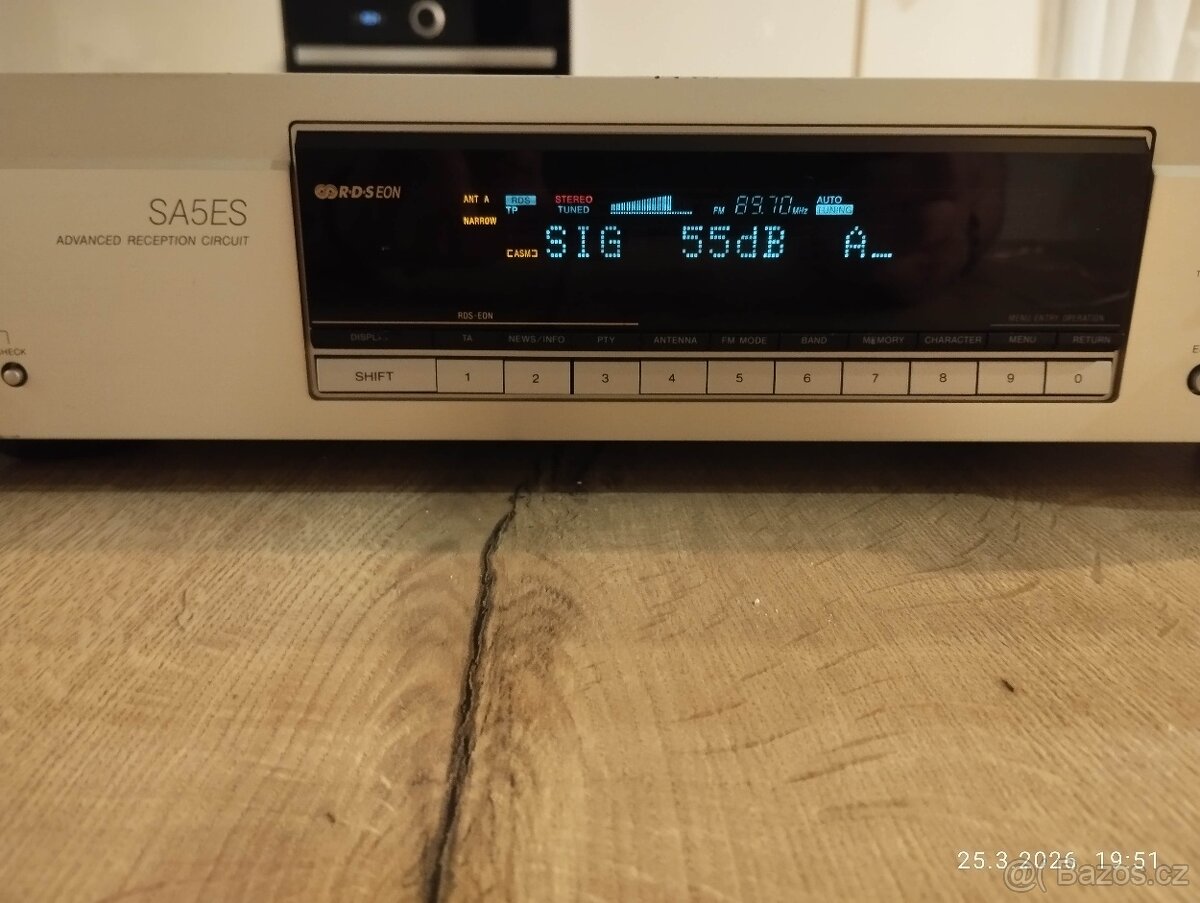 R·D·S EON
SA5ES
ADVANCED RECEPTION CIRCUIT
ANT A RDS STEREO FM 89.70 MHz AUTO
NARROW TP TUNED TUNING
ASM SIG 55dB A_
RDS-EON MENU ENTRY OPERATION
DISPLAY TA NEWS/INFO PTY ANTENNA FM MODE BAND MEMORY CHARACTER MENU RETURN
SHIFT 1 2 3 4 5 6 7 8 9 0
25.3.2026 19:51
Bazos.cz